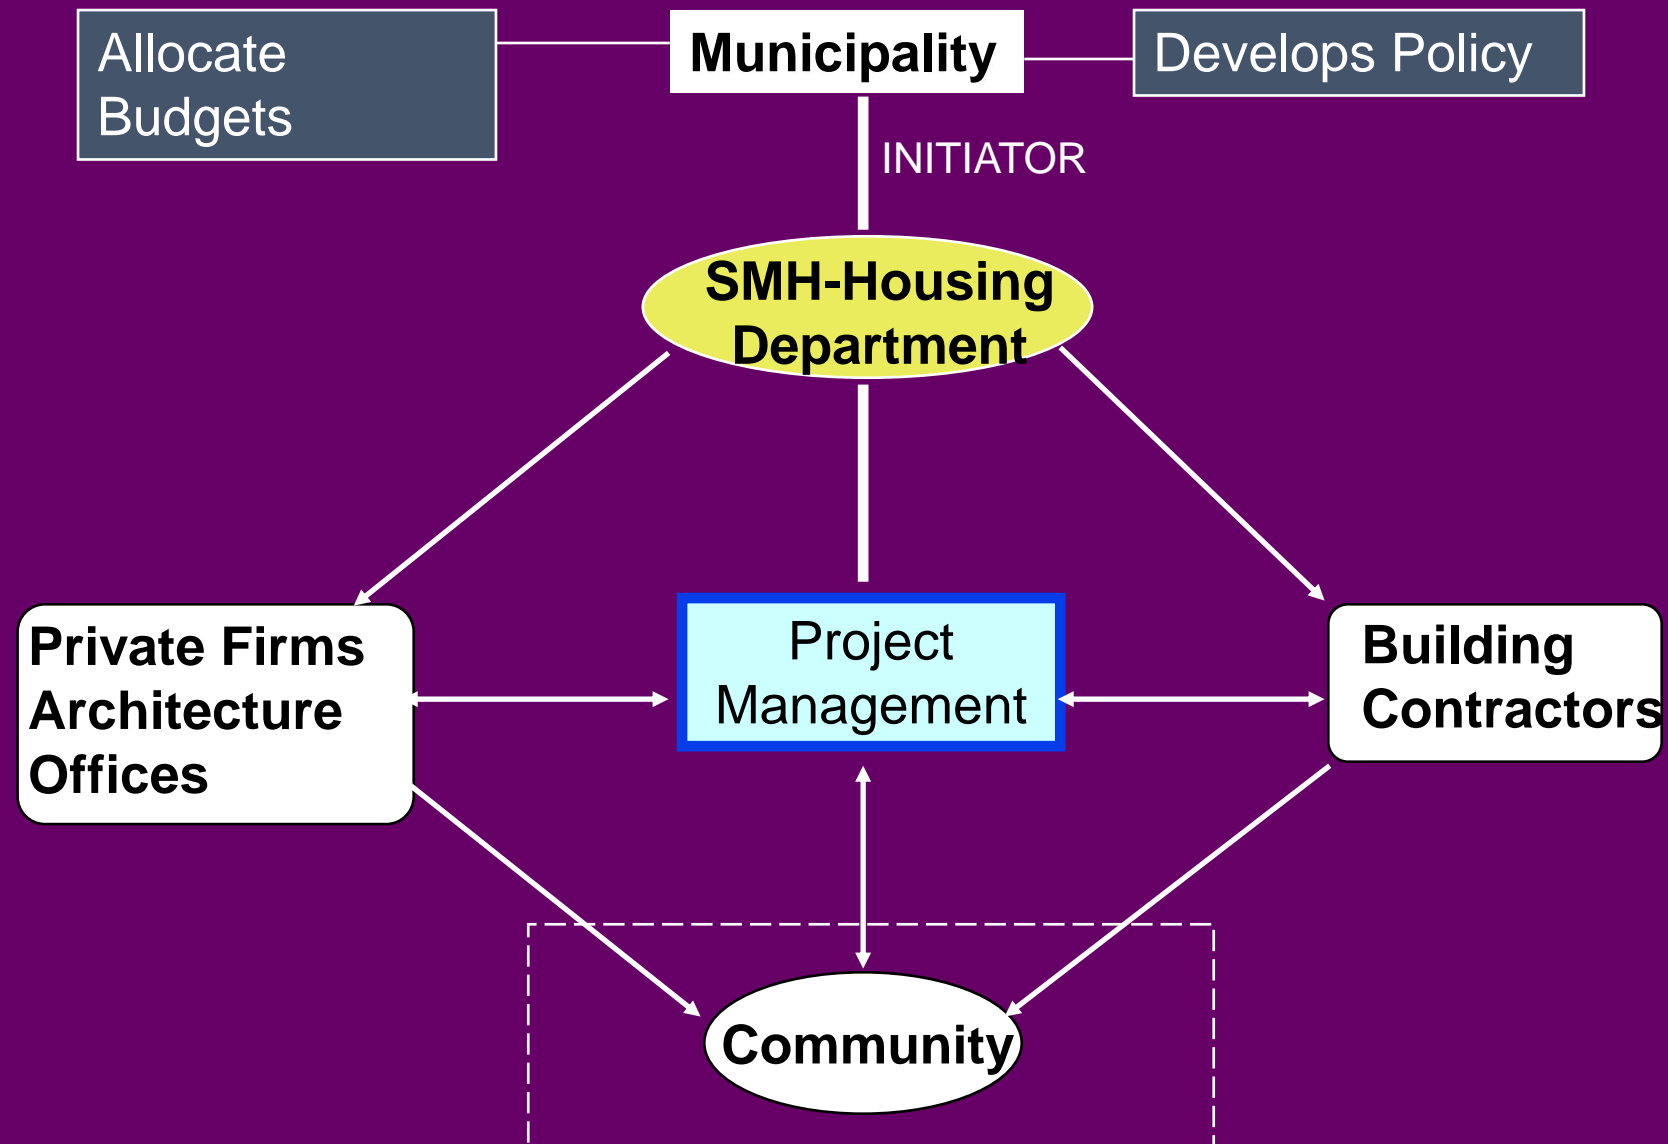 Allocate
Budgets
Municipality
Develops Policy
INITIATOR
SMH-Housing
Department
Private Firms
Architecture
Offices
Project
Management
Building
Contractors
Community